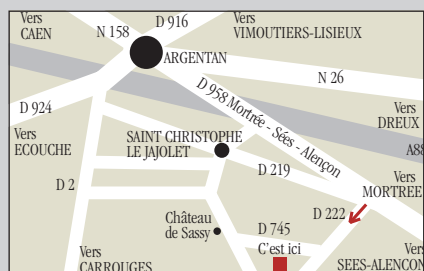 Vers
CAEN
N 158
D 916
Vers
VIMOUTIERS-LISIEUX
ARGENTAN
N 26
D 958 Mortrée - Sées - Alençon
D 924
Vers
DREUX
Vers
ECOUCHE
SAINT CHRISTOPHE
LE JAJOLET
A88
D 219
Vers
MORTREE
D 2
D 222
Château
de Sassy
D 745
C'est ici
Vers
CARROUGES
Vers
SEES-ALENCON